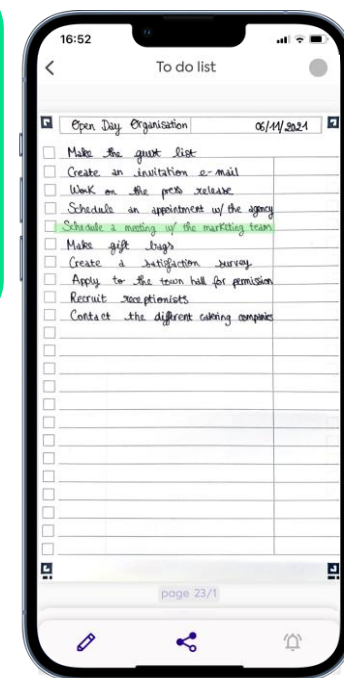 16:52
To do list
Open Day Organisation 06/11/2021
Make the guest list
Create an invitation e-mail
Work on the press release
Schedule an appointment w/ the agency
Schedule a meeting w/ the marketing team
Make gift bags
Create a satisfaction survey
Apply to the town hall for permission
Recruit receptionists
Contact the different catering companies
page 23/1